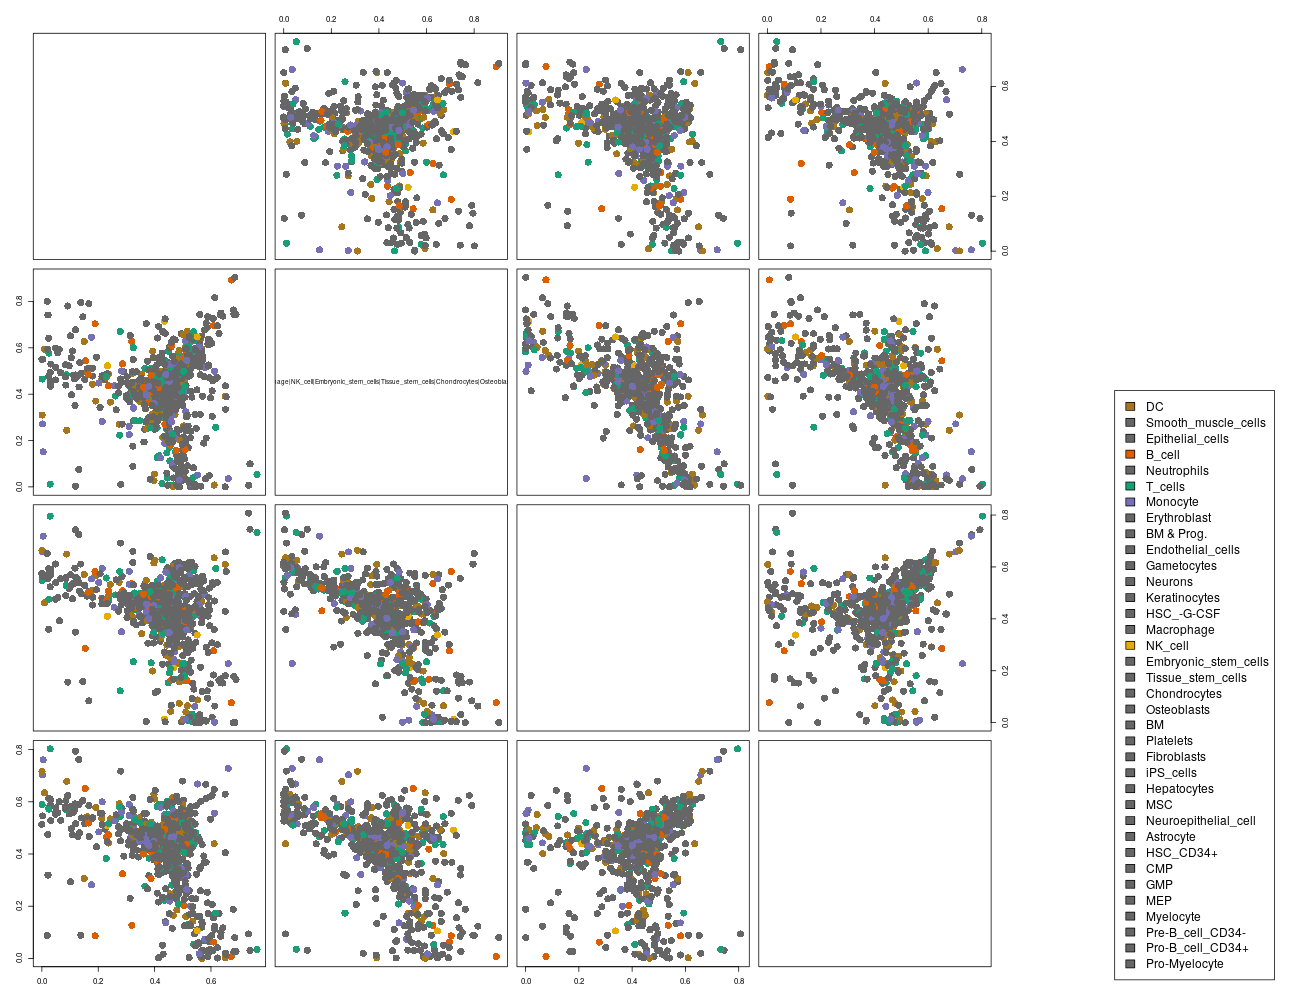 0.0 0.2 0.4 0.6 0.8
0.0 0.2 0.4 0.6 0.8
0.6
0.4
0.2
0.0
0.8
0.6
0.4
0.2
0.0
age|NK_cell|Embryonic_stem_cells|Tissue_stem_cells|Chondrocytes|Osteobla
0.8
0.6
0.4
0.2
0.0
0.8
0.6
0.4
0.2
0.0
0.0 0.2 0.4 0.6
0.0 0.2 0.4 0.6 0.8
DC
Smooth_muscle_cells
Epithelial_cells
B_cell
Neutrophils
T_cells
Monocyte
Erythroblast
BM & Prog.
Endothelial_cells
Gametocytes
Neurons
Keratinocytes
HSC_-G-CSF
Macrophage
NK_cell
Embryonic_stem_cells
Tissue_stem_cells
Chondrocytes
Osteoblasts
BM
Platelets
Fibroblasts
iPS_cells
Hepatocytes
MSC
Neuroepithelial_cell
Astrocyte
HSC_CD34+
CMP
GMP
MEP
Myelocyte
Pre-B_cell_CD34-
Pro-B_cell_CD34+
Pro-Myelocyte